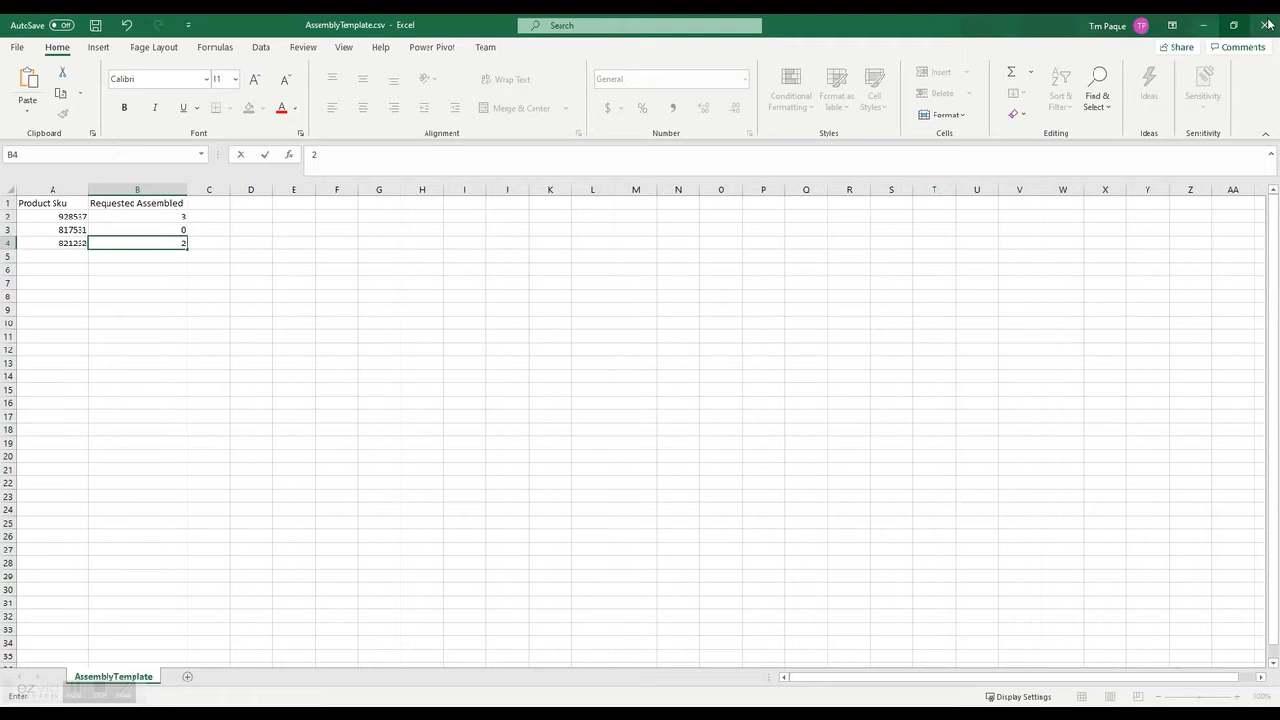 AutoSave Off AssemblyTemplate.csv - Excel Search Tim Paque TP
File Home Insert Page Layout Formulas Data Review View Help Power Pivot Team Share Comments
Paste Calibri 11 Wrap Text General Conditional Formatting Format as Table Cell Styles Insert Sort & Filter Find & Select Ideas Sensitivity
B I U Merge & Center $ % Delete
Format
Clipboard Font Alignment Number Styles Cells Editing Ideas Sensitivity
B4 fx 2
A B C D E F G H I J K L M N O P Q R S T U V W X Y Z AA
1 Product Sku Requested Assembled
2 928537 3
3 817531 0
4 821232 2
5
6
7
8
9
10
11
12
13
14
15
16
17
18
19
20
21
22
23
24
25
26
27
28
29
30
31
32
33
34
35
AssemblyTemplate
Enter Display Settings 100%